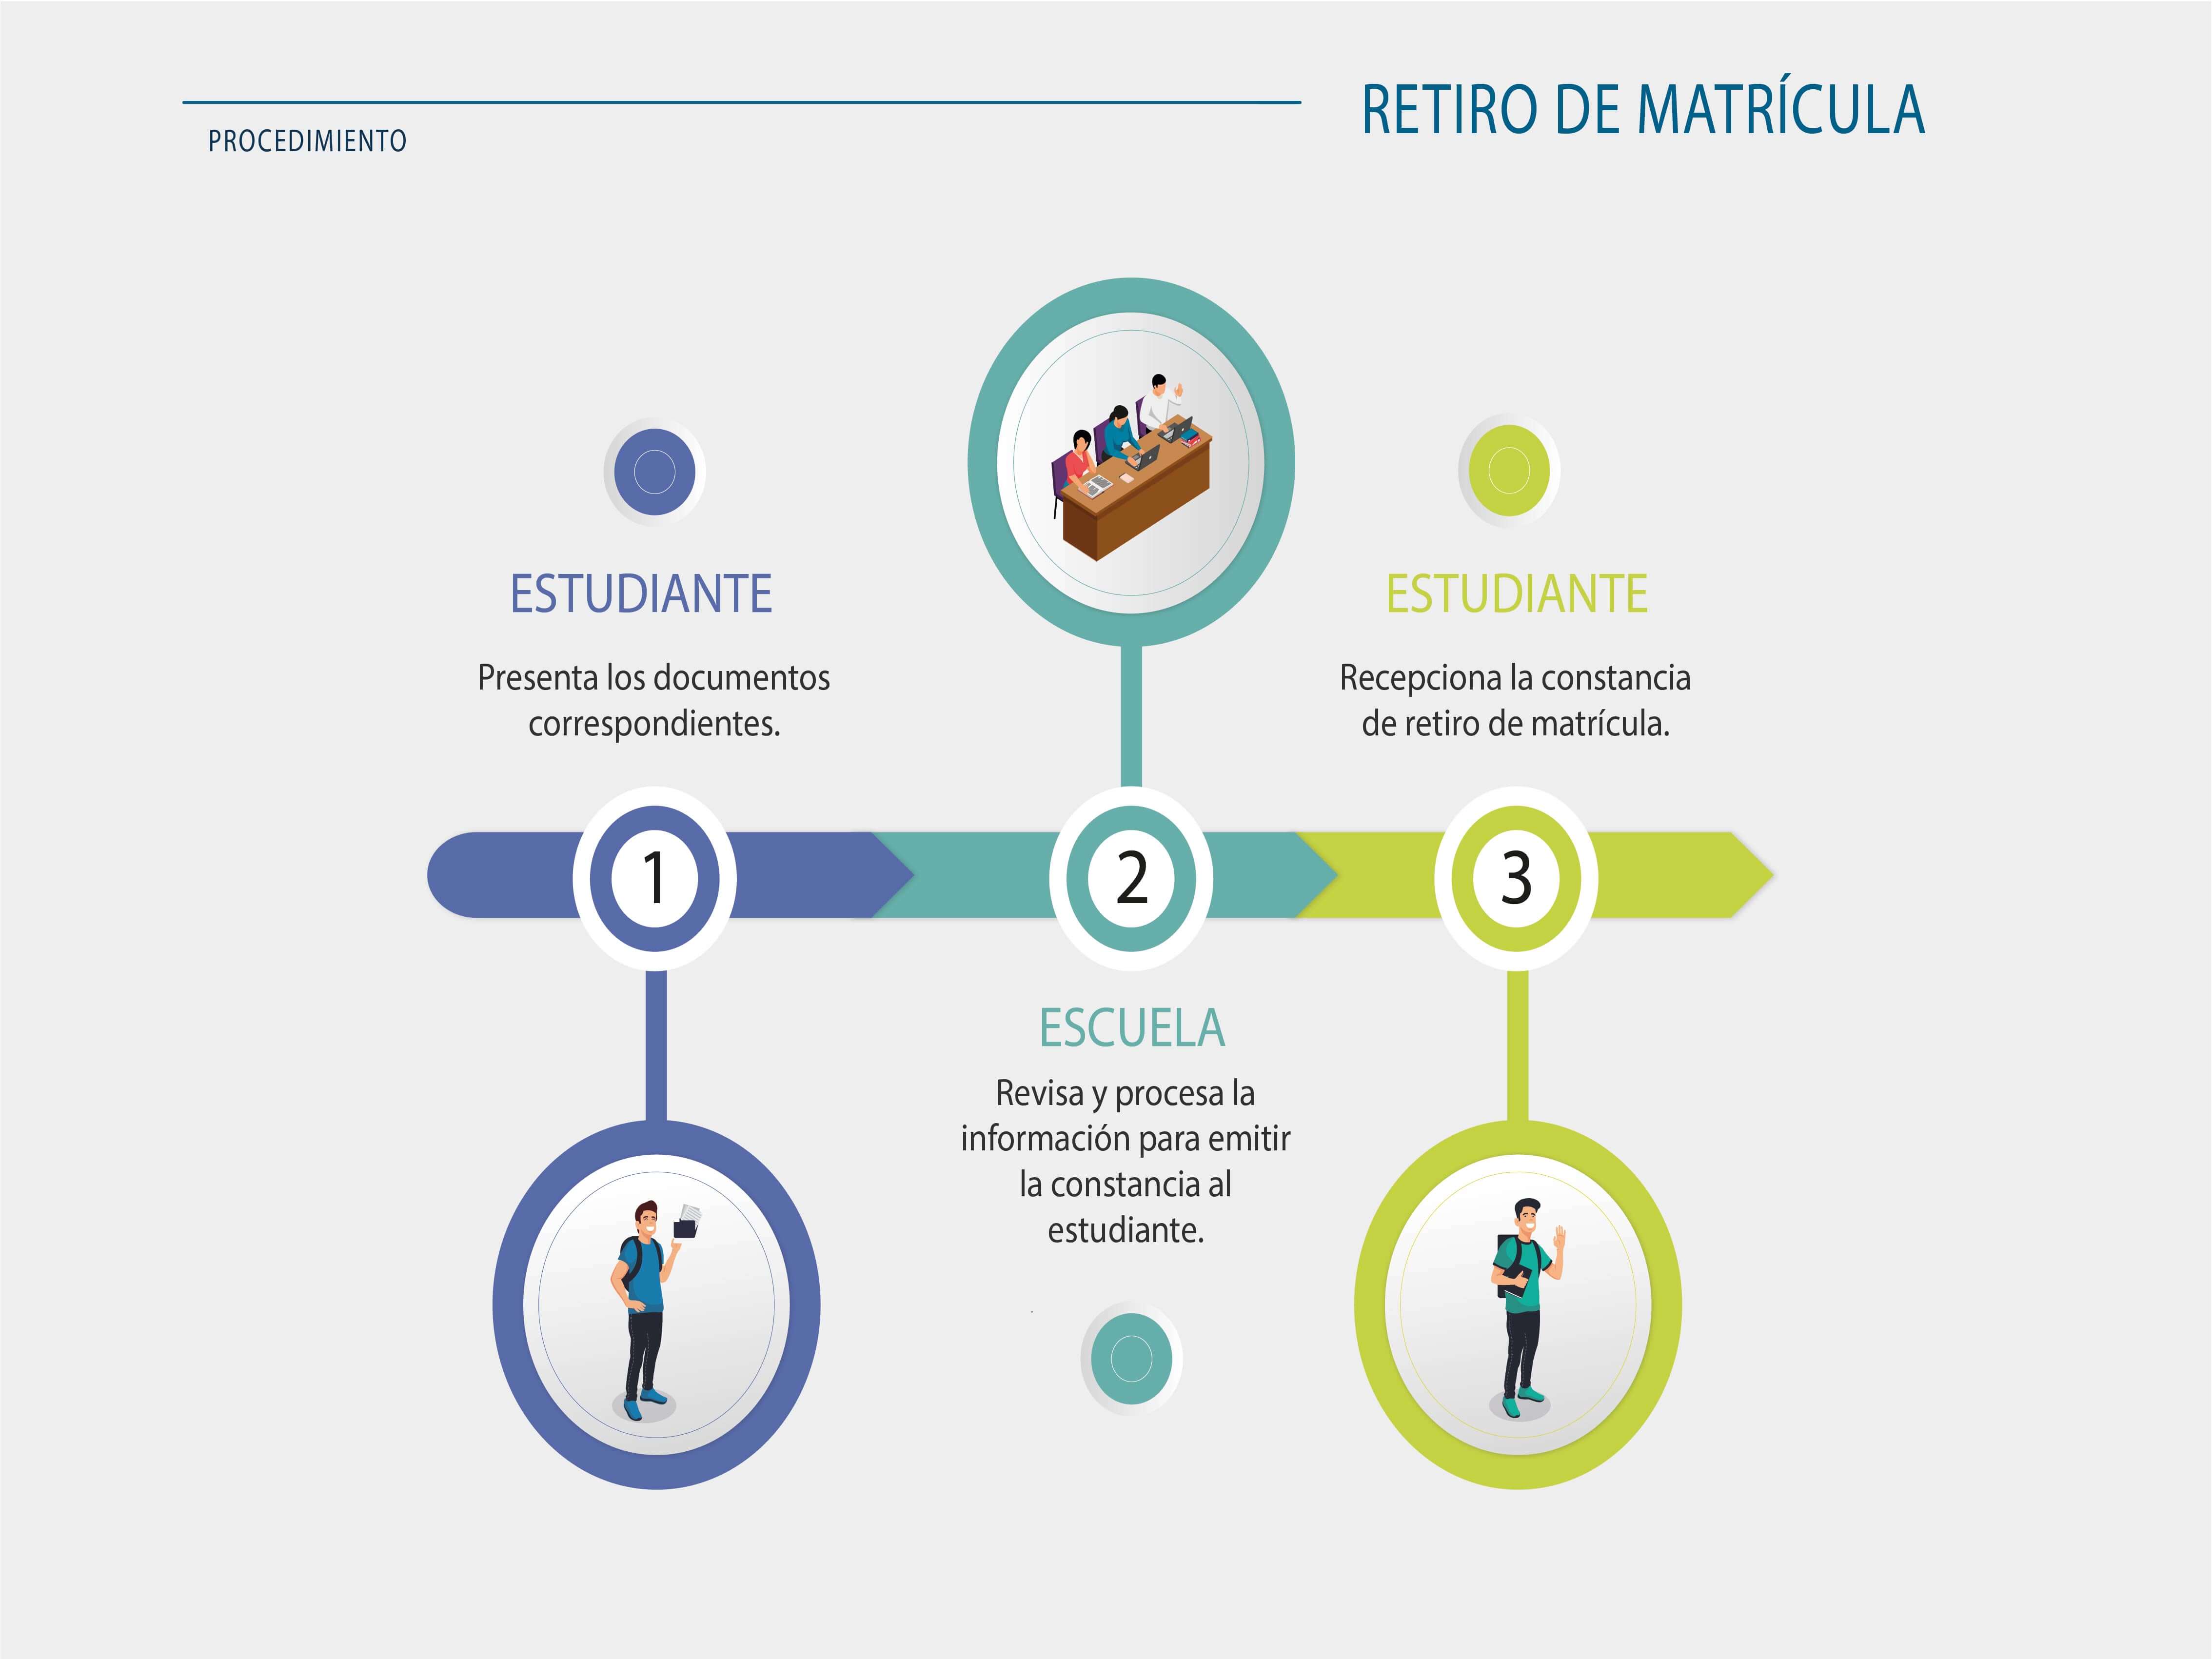 RETIRO DE MATRÍCULA
PROCEDIMIENTO
ESTUDIANTE
Presenta los documentos
correspondientes.
1
2
ESCUELA
Revisa y procesa la
información para emitir
la constancia al
estudiante.
ESTUDIANTE
Recepciona la constancia
de retiro de matrícula.
3